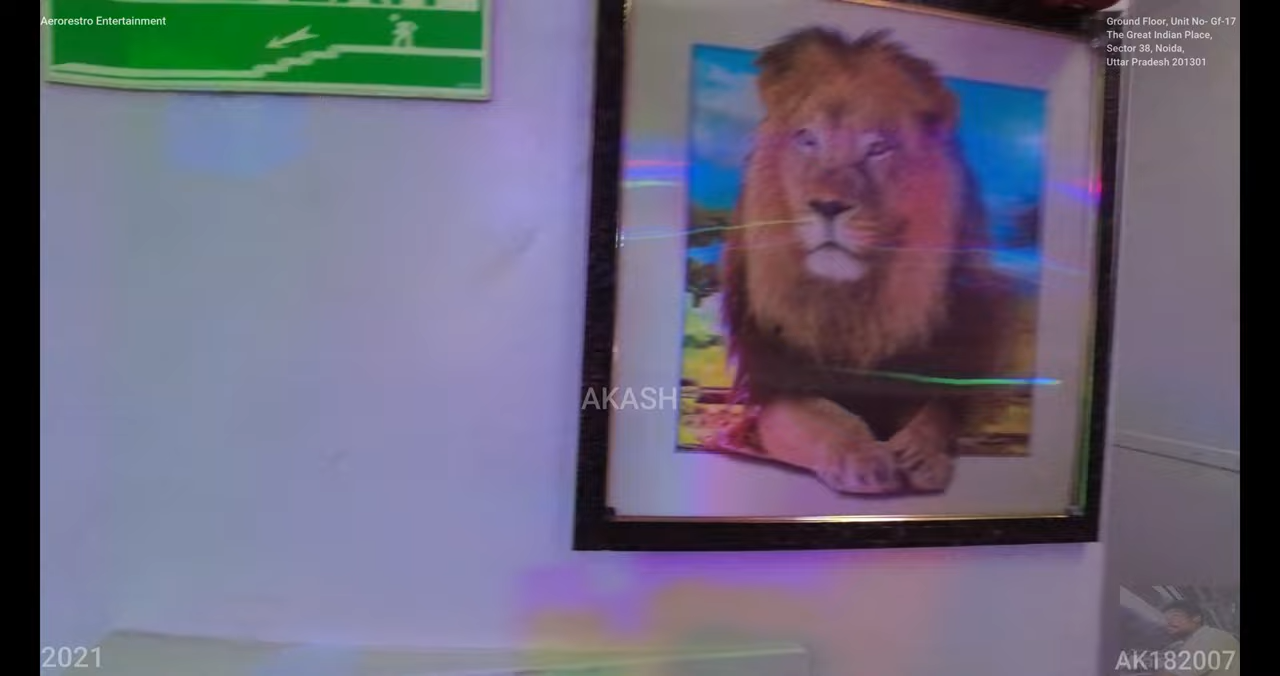 Aerorestro Entertainment
Ground Floor, Unit No- Gf-17
The Great Indian Place,
Sector 38, Noida,
Uttar Pradesh 201301
AKASH
2021
AK182007